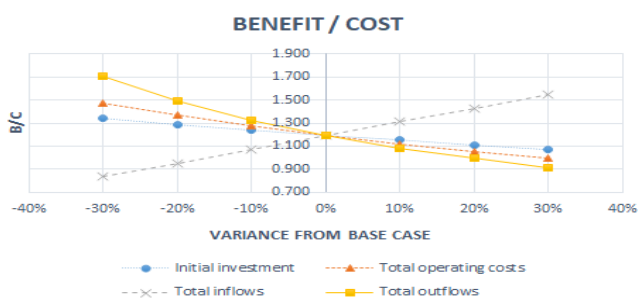 BENEFIT / COST
1.900
1.700
1.500
1.300
1.100
0.900
0.700
B/C
-40% -30% -20% -10% 0% 10% 20% 30% 40%
VARIANCE FROM BASE CASE
Initial investment Total operating costs
Total inflows Total outflows